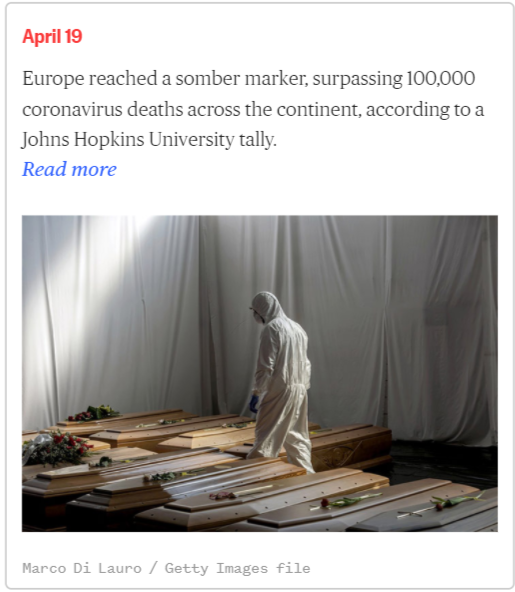 April 19
Europe reached a somber marker, surpassing 100,000
coronavirus deaths across the continent, according to a
Johns Hopkins University tally.
Read more
Marco Di Lauro / Getty Images file